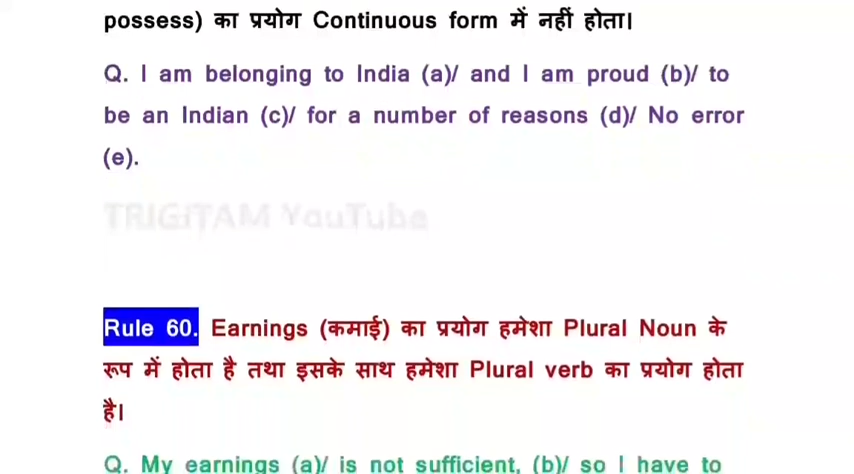 possess) का प्रयोग Continuous form में नहीं होता।
Q. I am belonging to India (a)/ and I am proud (b)/ to
be an Indian (c)/ for a number of reasons (d)/ No error
(e).
TRIGiTAM YouTube
Rule 60. Earnings (कमाई) का प्रयोग हमेशा Plural Noun के
रूप में होता है तथा इसके साथ हमेशा Plural verb का प्रयोग होता
है।
Q. My earnings (a)/ is not sufficient, (b)/ so I have to